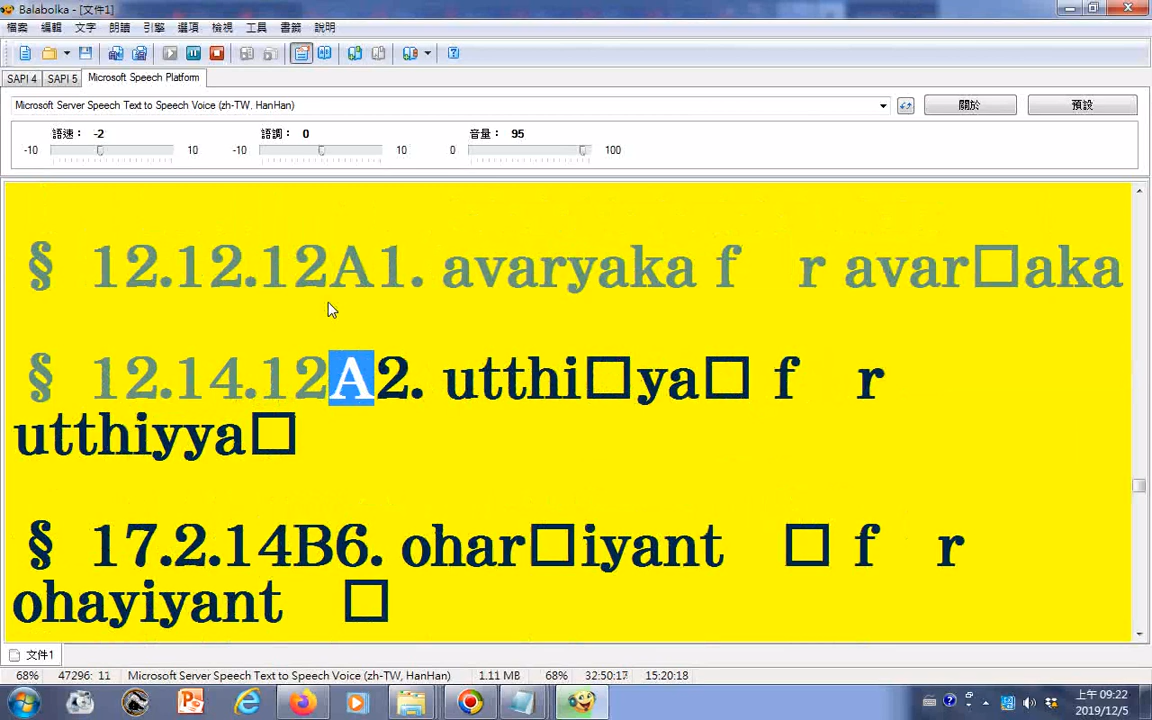 Balabolka - [文件1]
檔案 編輯 文字 朗讀 引擎 選項 檢視 工具 書籤 說明
SAPI 4 SAPI 5 Microsoft Speech Platform
Microsoft Server Speech Text to Speech Voice (zh-TW, HanHan) 關於 預設
語速： -2 語調： 0 音量： 95
-10 10 -10 10 0 100
§ 12.12.12A1. avaryaka f r avar□aka
§ 12.14.12A2. utthi□ya□ f r
utthiyya□
§ 17.2.14B6. ohar□iyant □ f r
ohayiyant □
文件1
68% 47296: 11 Microsoft Server Speech Text to Speech Voice (zh-TW, HanHan) 1.11 MB 68% 32:50:17 15:20:18
上午 09:22
2019/12/5